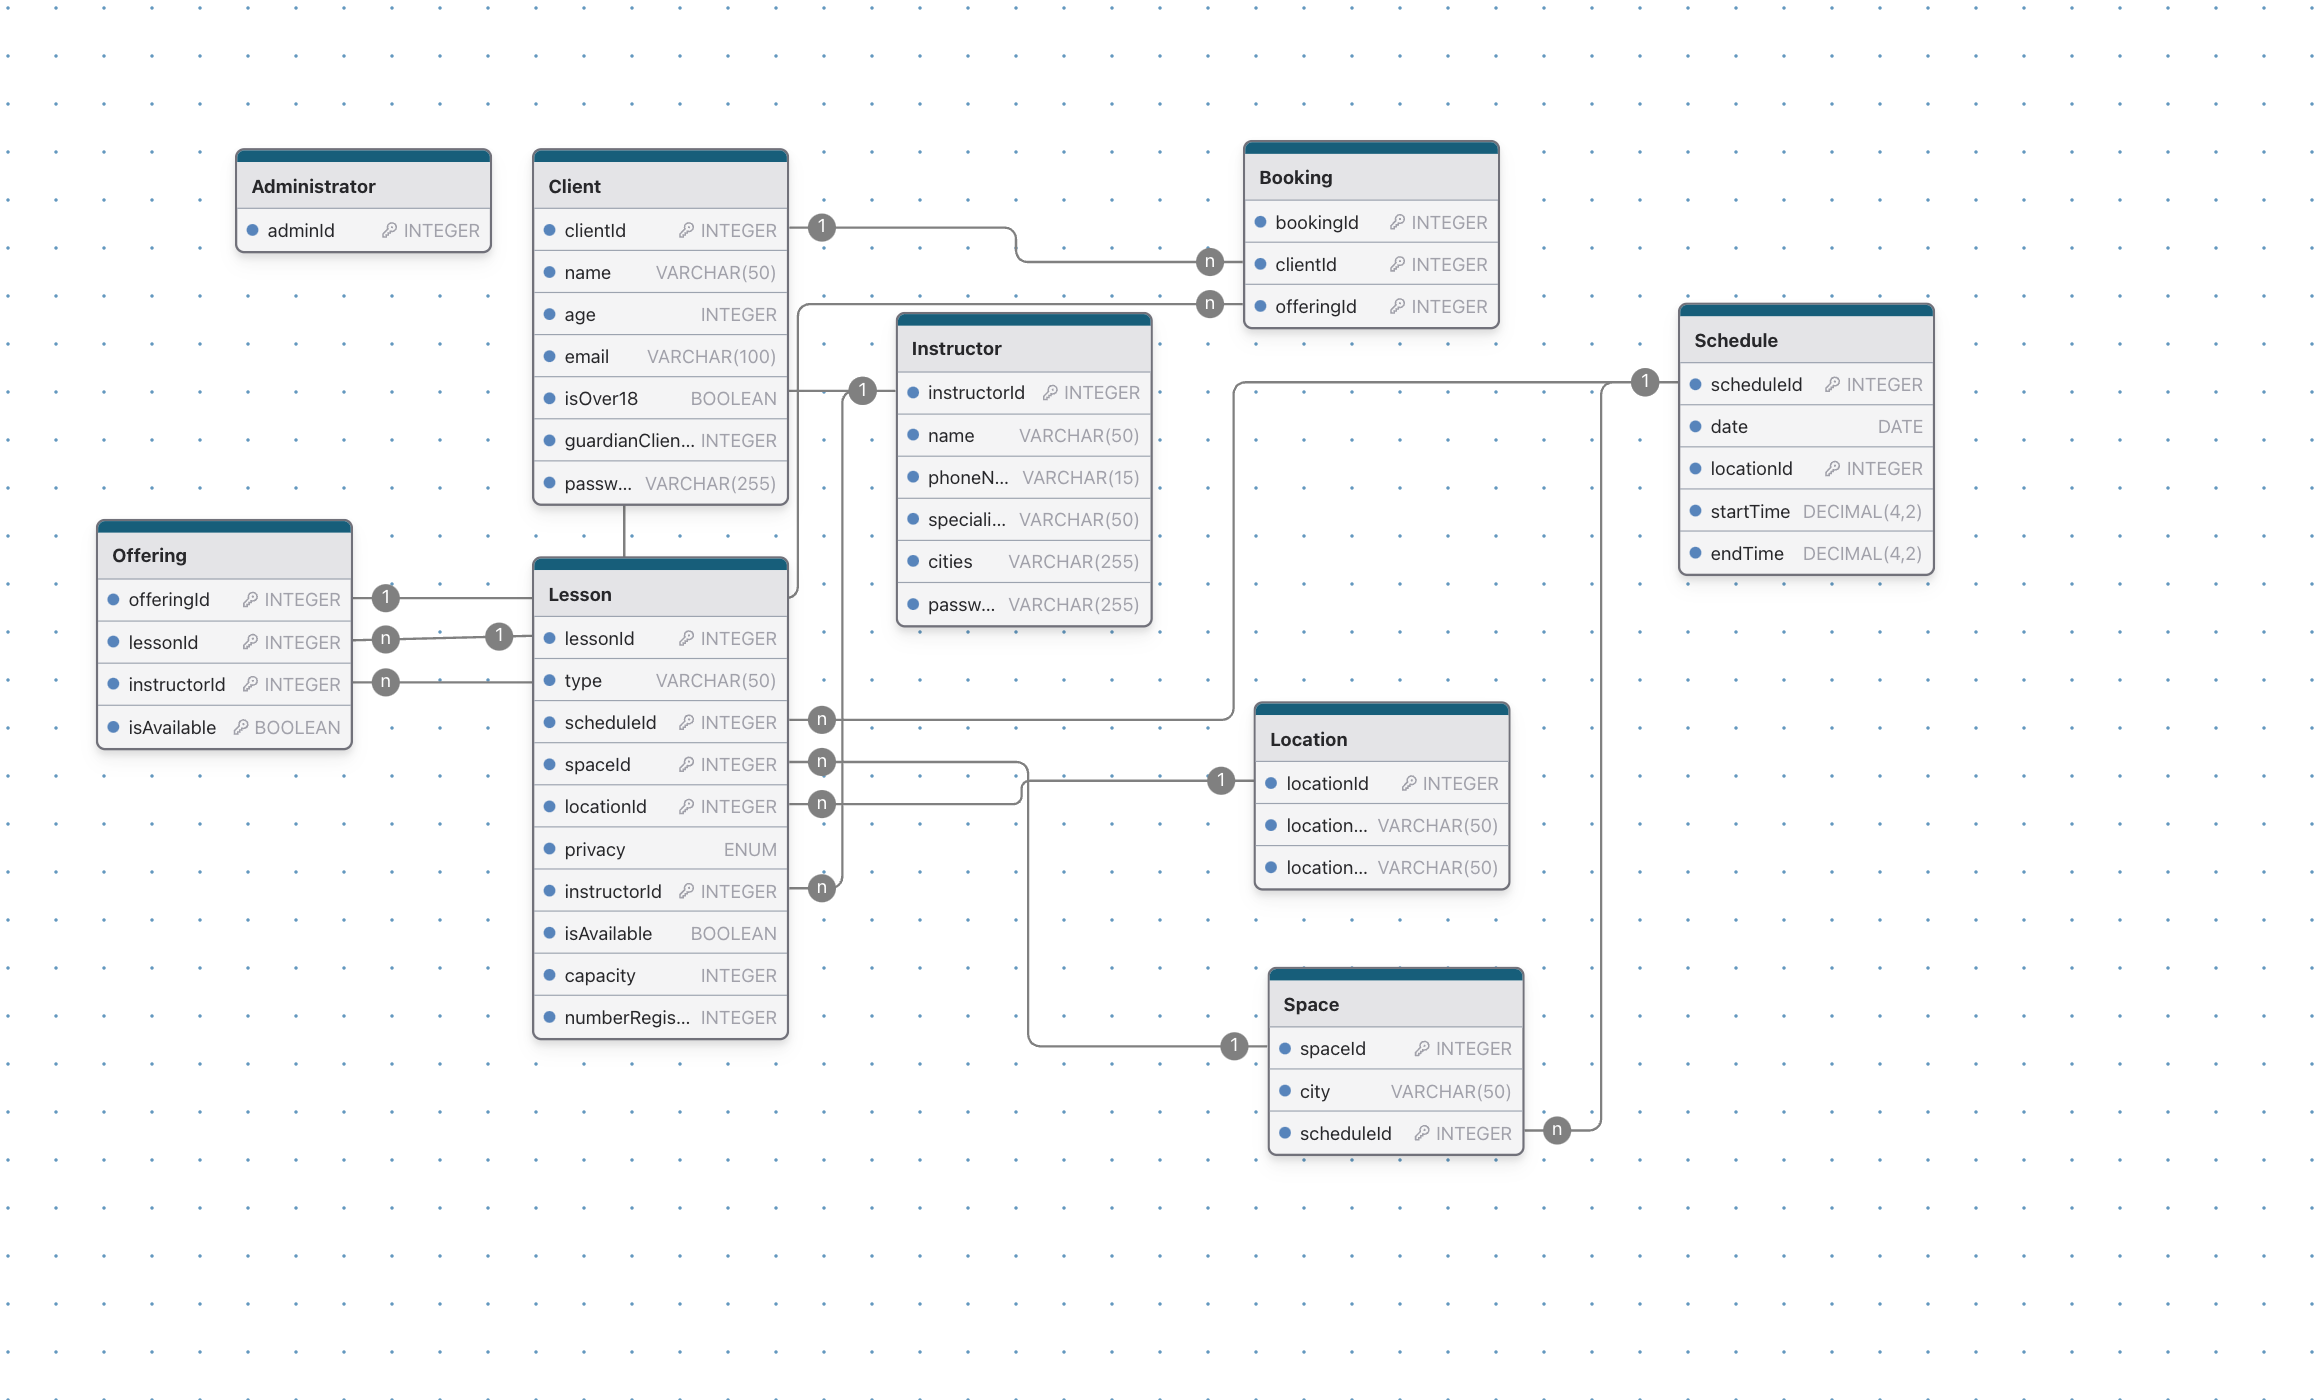 Administrator
adminId INTEGER
Client
clientId INTEGER
name VARCHAR(50)
age INTEGER
email VARCHAR(100)
isOver18 BOOLEAN
guardianClien... INTEGER
passw... VARCHAR(255)
1
n
n
1
Booking
bookingId INTEGER
clientId INTEGER
offeringId INTEGER
Instructor
instructorId INTEGER
name VARCHAR(50)
phoneN... VARCHAR(15)
speciali... VARCHAR(50)
cities VARCHAR(255)
passw... VARCHAR(255)
1
Schedule
scheduleId INTEGER
date DATE
locationId INTEGER
startTime DECIMAL(4,2)
endTime DECIMAL(4,2)
Offering
offeringId INTEGER
lessonId INTEGER
instructorId INTEGER
isAvailable BOOLEAN
1
n
1
n
Lesson
lessonId INTEGER
type VARCHAR(50)
scheduleId INTEGER
spaceId INTEGER
locationId INTEGER
privacy ENUM
instructorId INTEGER
isAvailable BOOLEAN
capacity INTEGER
numberRegis... INTEGER
n
n
n
n
1
Location
locationId INTEGER
location... VARCHAR(50)
location... VARCHAR(50)
1
Space
spaceId INTEGER
city VARCHAR(50)
scheduleId INTEGER
n